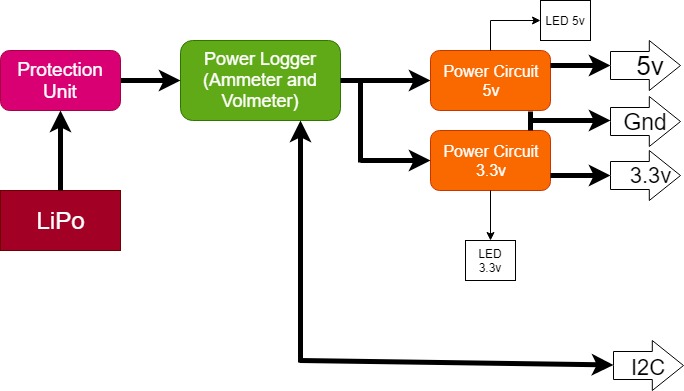 LED 5v
Protection
Unit
Power Logger
(Ammeter and
Volmeter)
Power Circuit
5v
5v
Gnd
Power Circuit
3.3v
3.3v
LiPo
LED
3.3v
I2C